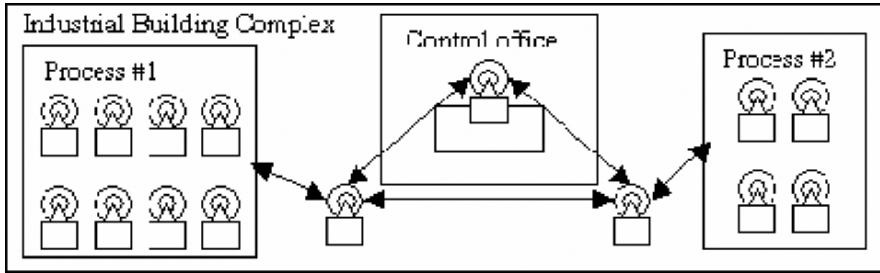 Industrial Building Complex
Control office
Process #1
Process #2